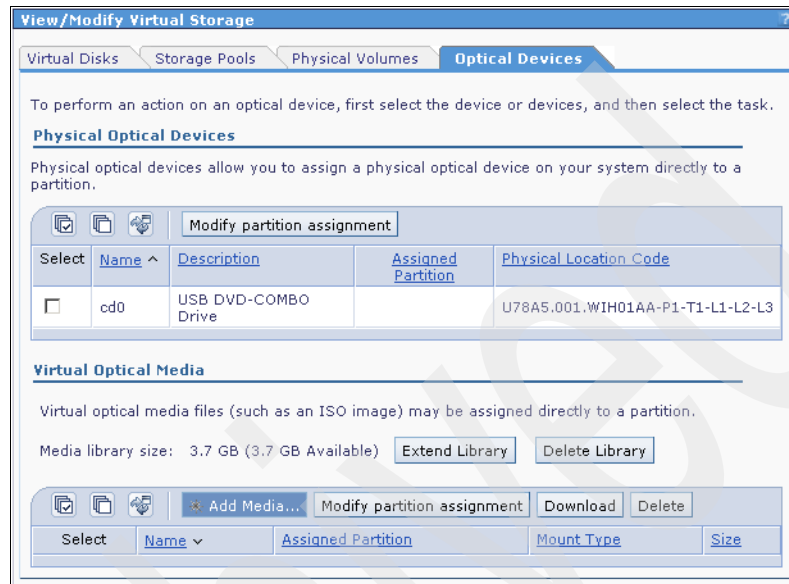 View/Modify Virtual Storage ?
Virtual Disks Storage Pools Physical Volumes Optical Devices
To perform an action on an optical device, first select the device or devices, and then select the task.
Physical Optical Devices
Physical optical devices allow you to assign a physical optical device on your system directly to a
partition.
Modify partition assignment
Select Name ^ Description Assigned Partition Physical Location Code
cd0 USB DVD-COMBO Drive U78A5.001.WIH01AA-P1-T1-L1-L2-L3
Virtual Optical Media
Virtual optical media files (such as an ISO image) may be assigned directly to a partition.
Media library size: 3.7 GB (3.7 GB Available) Extend Library Delete Library
Add Media... Modify partition assignment Download Delete
Select Name Assigned Partition Mount Type Size